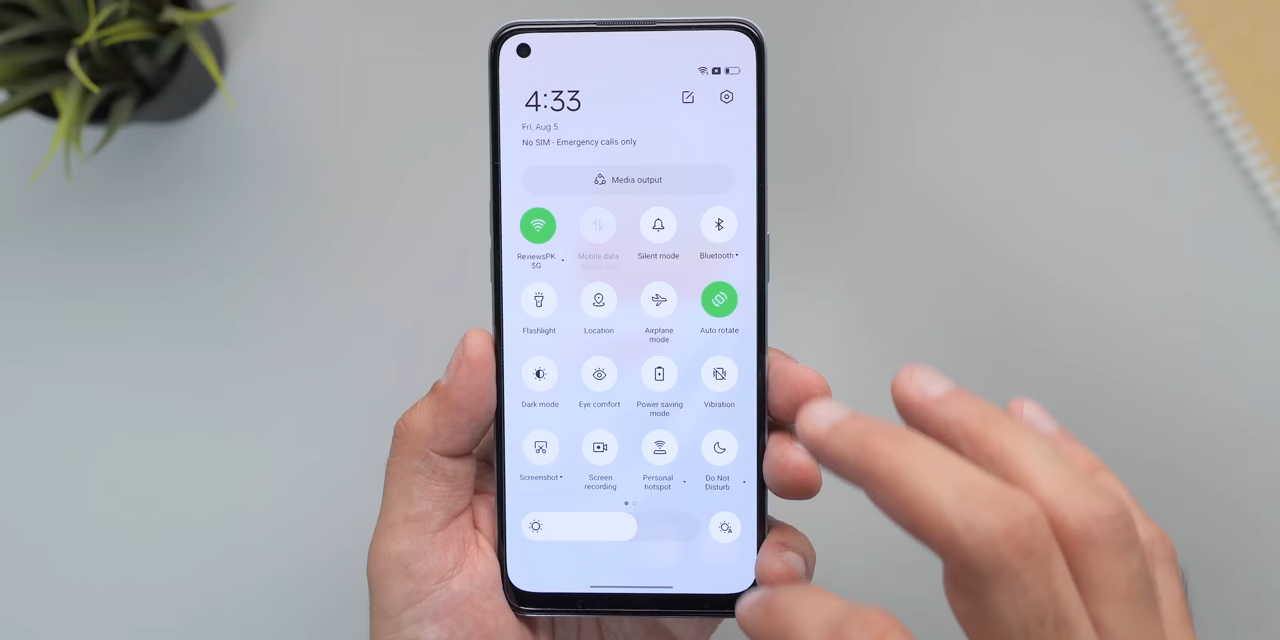 4:33
Fri, Aug 5
No SIM - Emergency calls only
Media output
ReviewsPK
5G
Mobile data
Silent mode
Bluetooth
Flashlight
Location
Airplane
mode
Auto rotate
Dark mode
Eye comfort
Power saving
mode
Vibration
Screenshot
Screen
recording
Personal
hotspot
Do Not
Disturb